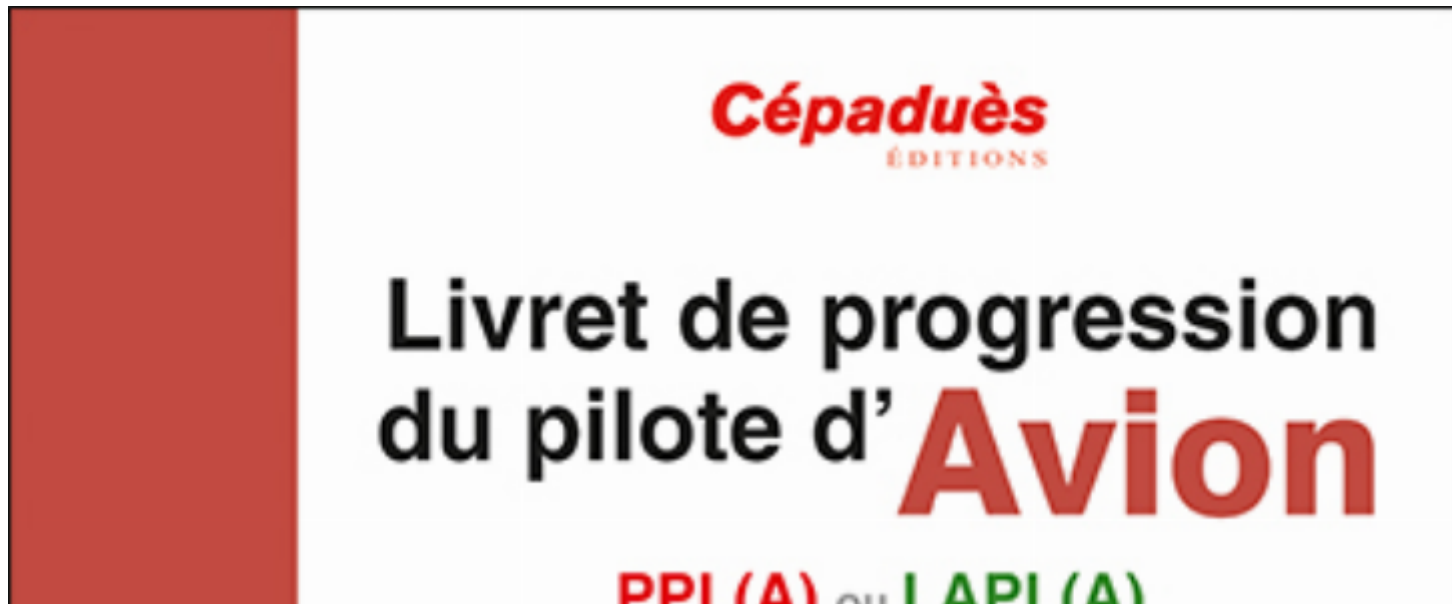 Cépaduès
ÉDITIONS
Livret de progression
du pilote d'Avion
PPL(A) ou LAPL(A)